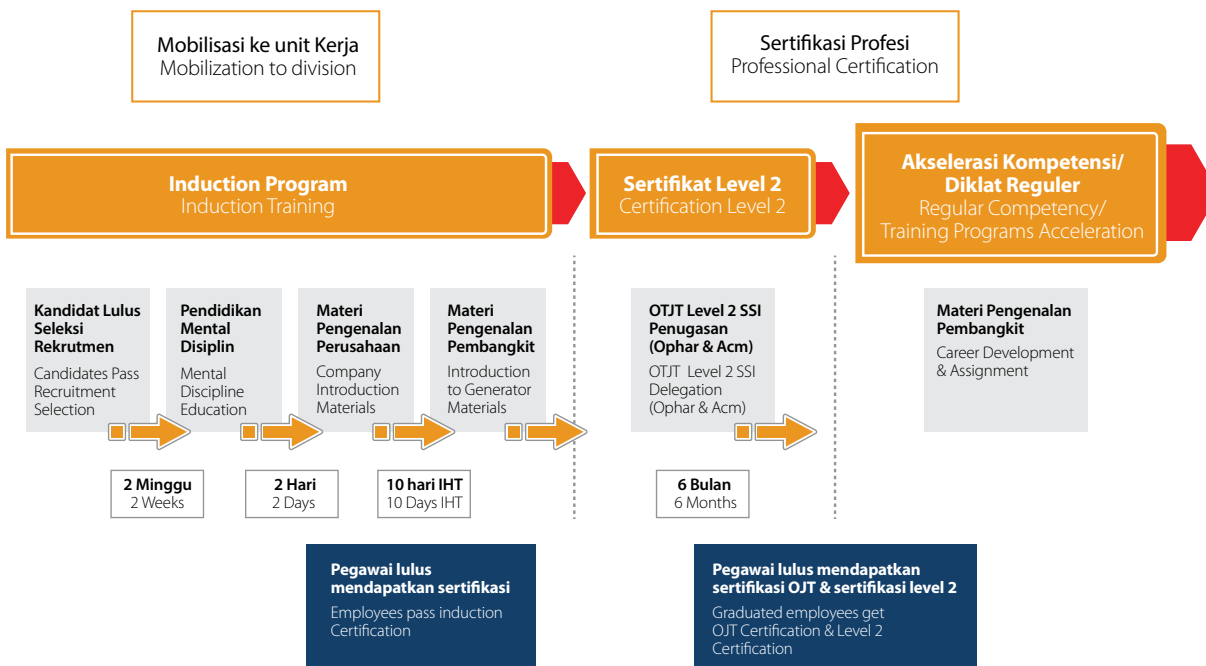 Mobilisasi ke unit Kerja
Mobilization to division
Sertifikasi Profesi
Professional Certification
Induction Program
Induction Training
Sertifikat Level 2
Certification Level 2
Akselerasi Kompetensi/
Diklat Reguler
Regular Competency/
Training Programs Acceleration
Kandidat Lulus
Seleksi
Rekrutmen
Candidates Pass
Recruitment
Selection
Pendidikan
Mental
Disiplin
Mental
Discipline
Education
Materi
Pengenalan
Perusahaan
Company
Introduction
Materials
Materi
Pengenalan
Pembangkit
Introduction
to Generator
Materials
OTJT Level 2 SSI
Penugasan
(Ophar & Acm)
OTJT Level 2 SSI
Delegation
(Ophar & Acm)
Materi Pengenalan
Pembangkit
Career Development
& Assignment
2 Minggu
2 Weeks
2 Hari
2 Days
10 hari IHT
10 Days IHT
6 Bulan
6 Months
Pegawai lulus
mendapatkan sertifikasi
Employees pass induction
Certification
Pegawai lulus mendapatkan
sertifikasi OJT & sertifikasi level 2
Graduated employees get
OJT Certification & Level 2
Certification